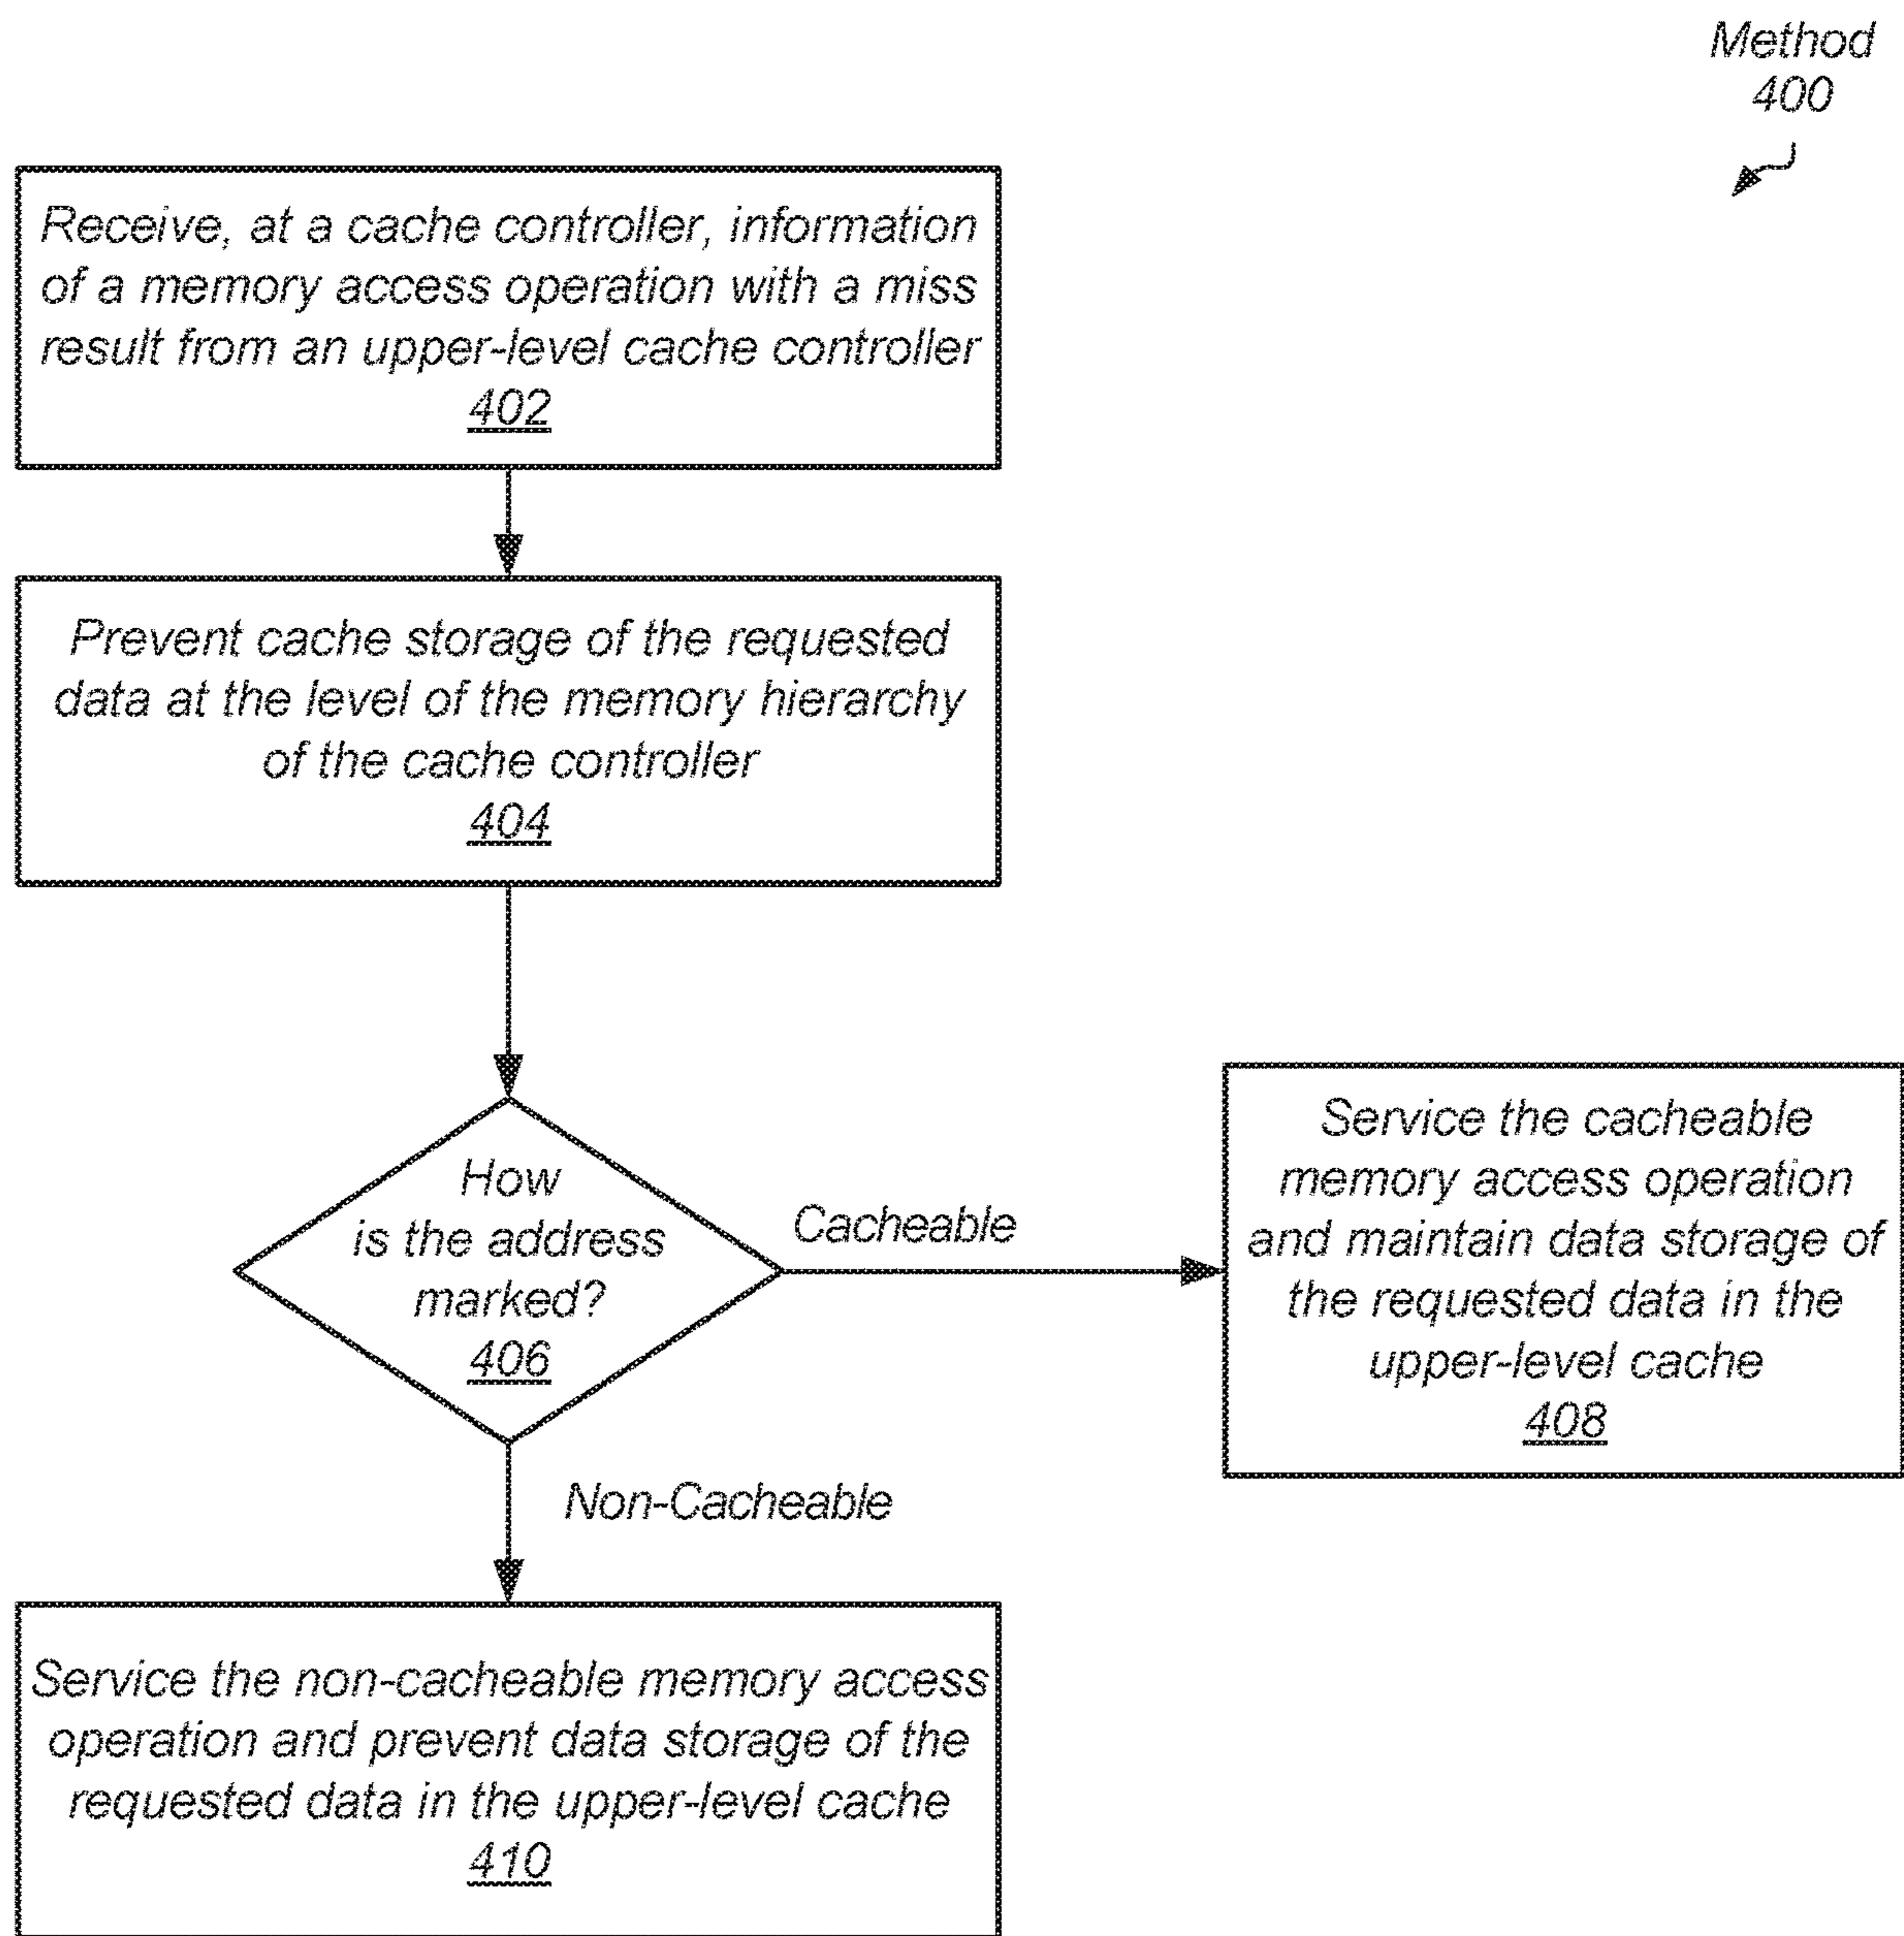 Method
400
Receive, at a cache controller, information
of a memory access operation with a miss
result from an upper-level cache controller
402
Prevent cache storage of the requested
data at the level of the memory hierarchy
of the cache controller
404
How
is the address
marked?
406
Cacheable
Service the cacheable
memory access operation
and maintain data storage of
the requested data in the
upper-level cache
408
Non-Cacheable
Service the non-cacheable memory access
operation and prevent data storage of the
requested data in the upper-level cache
410